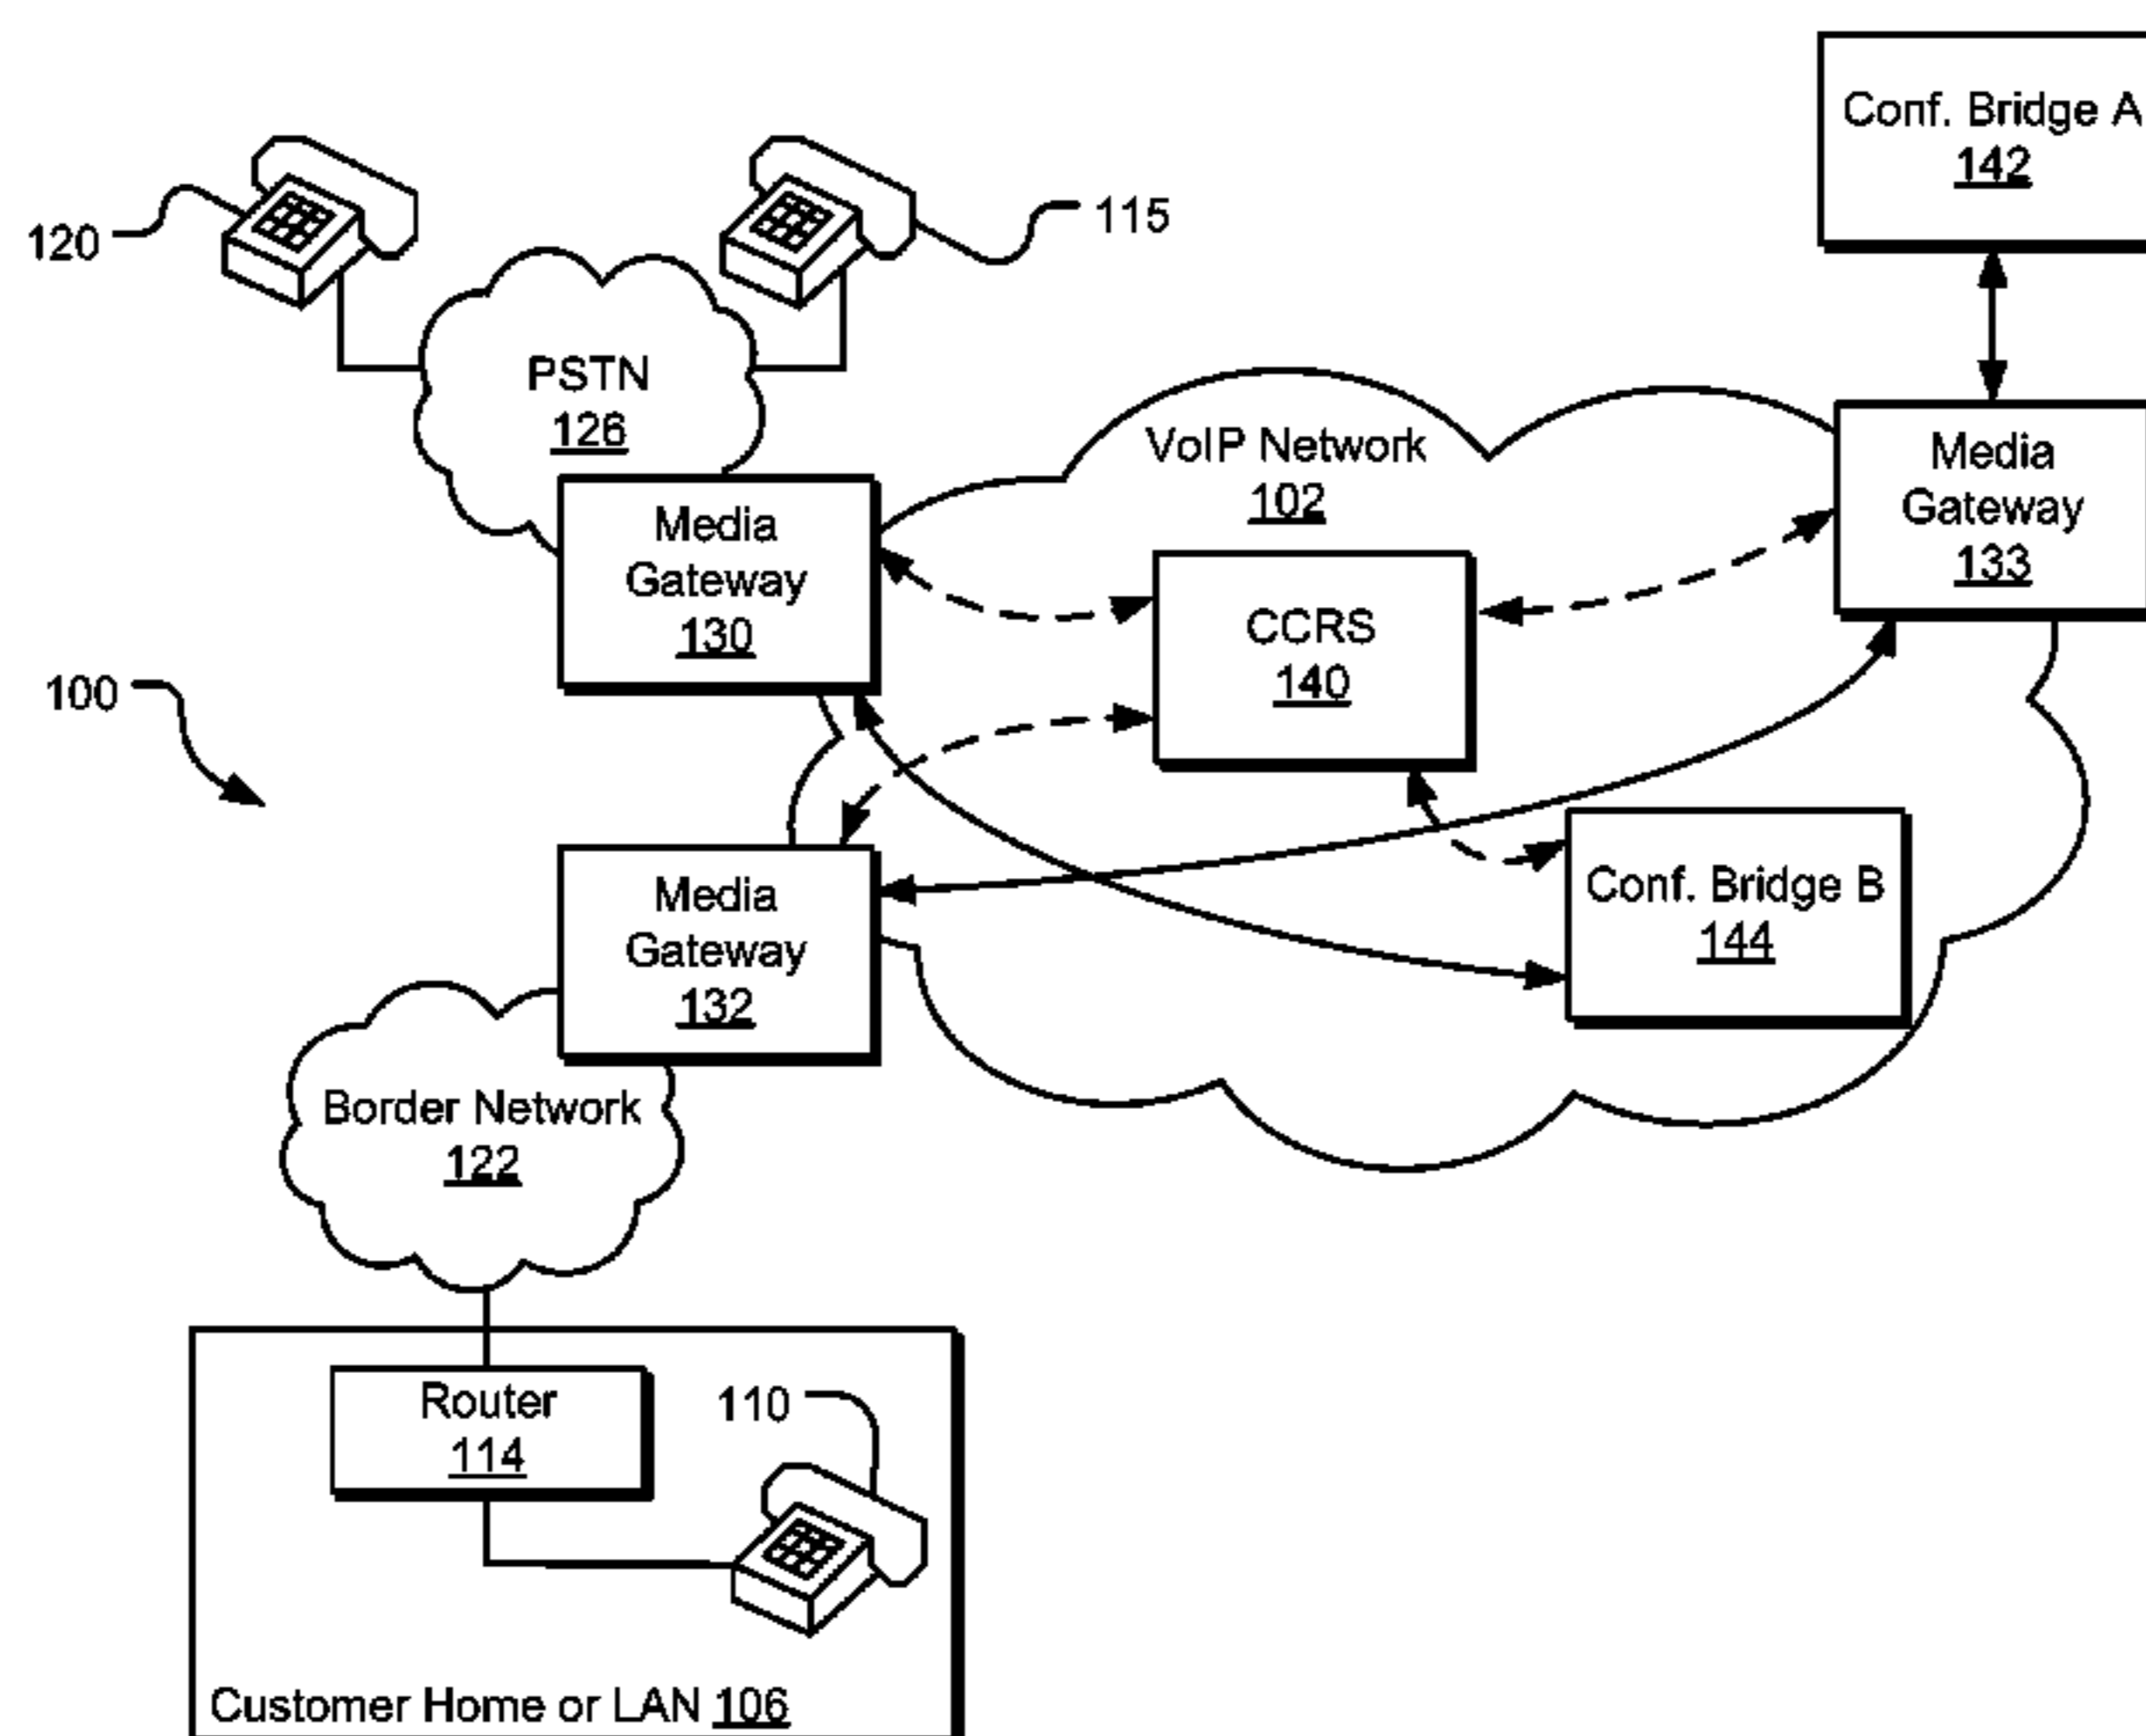 Conf. Bridge A
142
120
115
PSTN
126
VoIP Network
102
Media
Gateway
133
Media
Gateway
130
CCRS
140
100
Media
Gateway
132
Conf. Bridge B
144
Border Network
122
Router
114
110
Customer Home or LAN 106